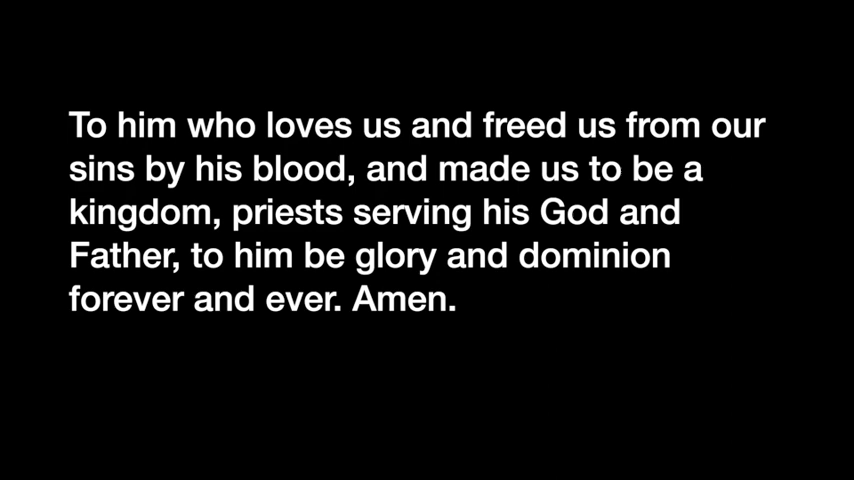 To him who loves us and freed us from our
sins by his blood, and made us to be a
kingdom, priests serving his God and
Father, to him be glory and dominion
forever and ever. Amen.